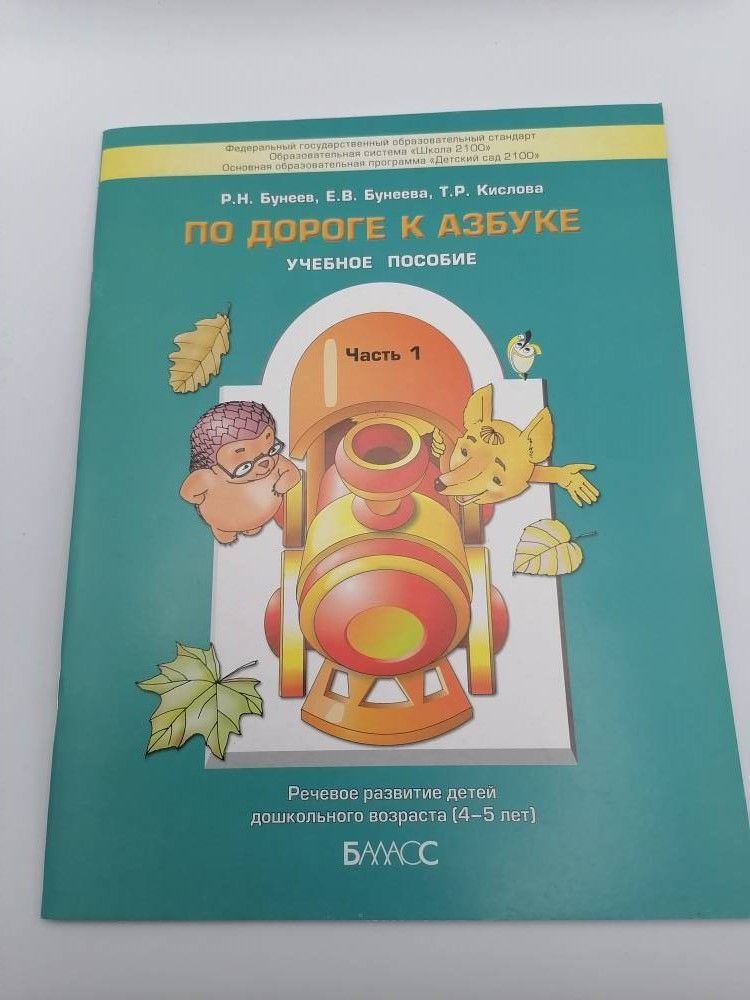 Федеральный государственный образовательный стандарт
Образовательная система «Школа 2100»
Основная образовательная программа «Детский сад 2100»
Р.Н. Бунеев, Е.В. Бунеева, Т.Р. Кислова
ПО ДОРОГЕ К АЗБУКЕ
УЧЕБНОЕ ПОСОБИЕ
Часть 1
Речевое развитие детей
дошкольного возраста (4–5 лет)
БАЛАСС